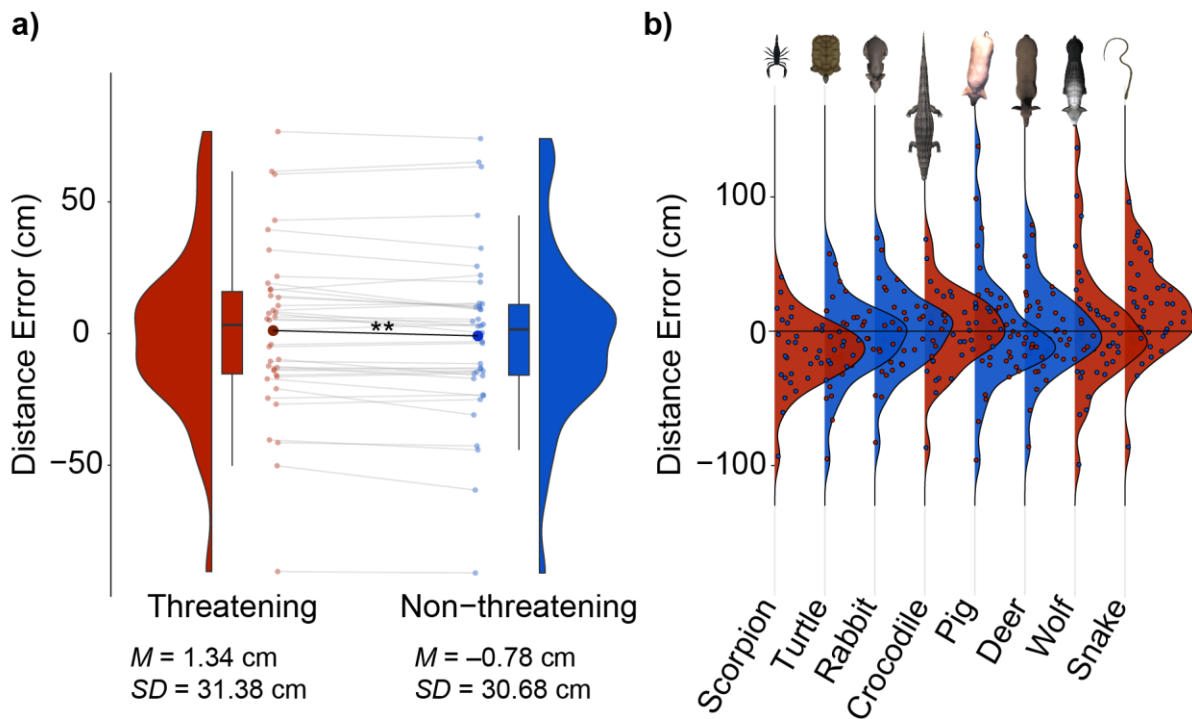 a)
Distance Error (cm)
50
0
−50
**
Threatening
Non−threatening
M = 1.34 cm
SD = 31.38 cm
M = –0.78 cm
SD = 30.68 cm
b)
Distance Error (cm)
100
0
−100
Scorpion
Turtle
Rabbit
Crocodile
Pig
Deer
Wolf
Snake